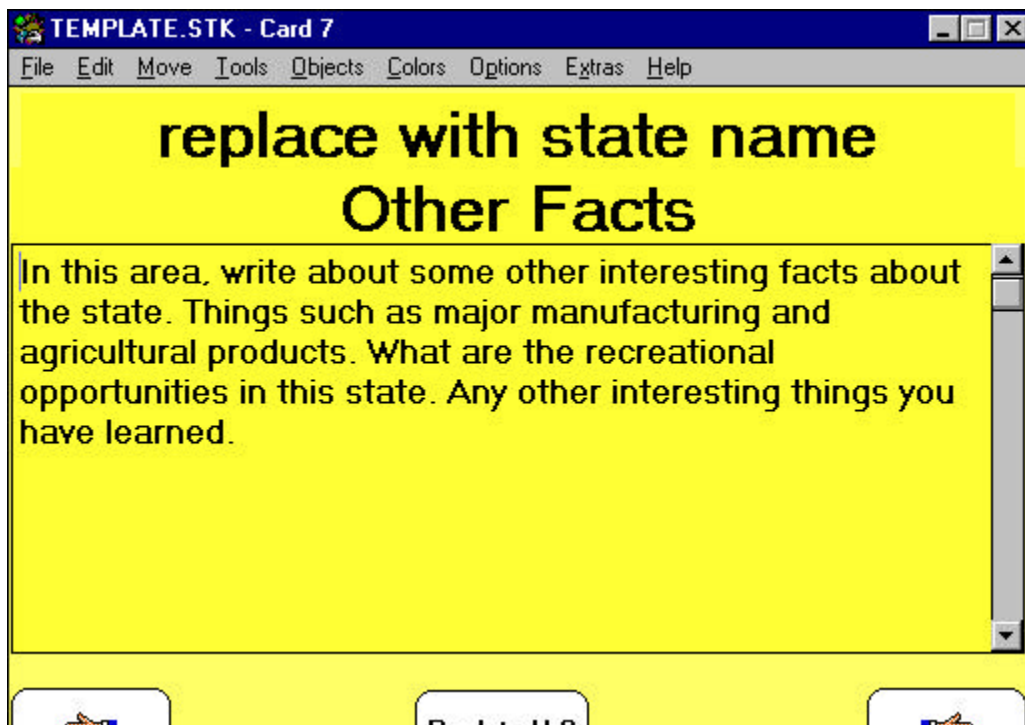 TEMPLATE.STK - Card 7
File Edit Move Tools Objects Colors Options Extras Help
replace with state name
Other Facts
In this area, write about some other interesting facts about
the state. Things such as major manufacturing and
agricultural products. What are the recreational
opportunities in this state. Any other interesting things you
have learned.